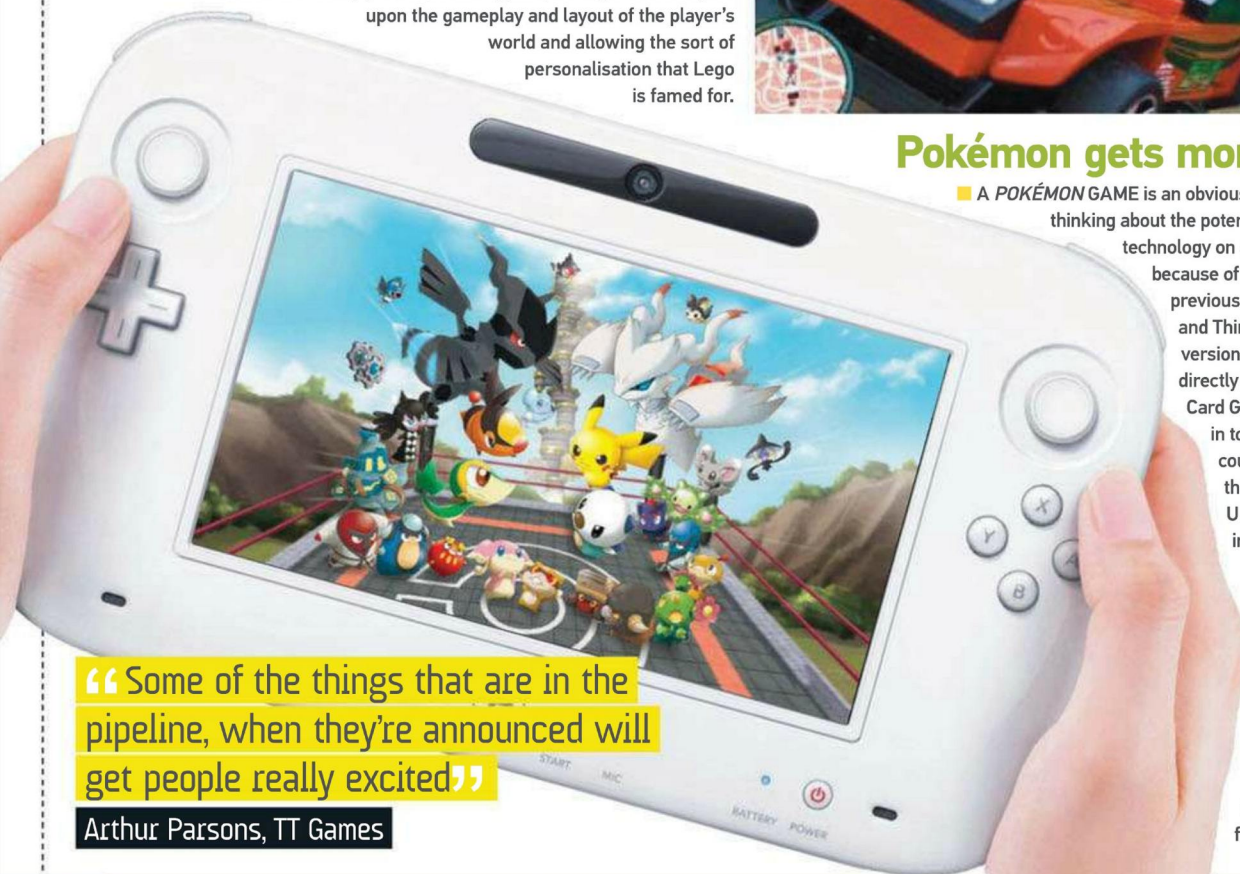 upon the gameplay and layout of the player's
world and allowing the sort of
personalisation that Lego
is famed for.
Pokémon gets mor
A POKÉMON GAME is an obvious
thinking about the poten
technology on
because of
previous
and Thir
version
directly
Card G
in to
cou
th
U
in
f
X
Y
A
B
“Some of the things that are in the
pipeline, when they're announced will
get people really excited”
Arthur Parsons, TT Games
START
MIC
BATTERY
POWER